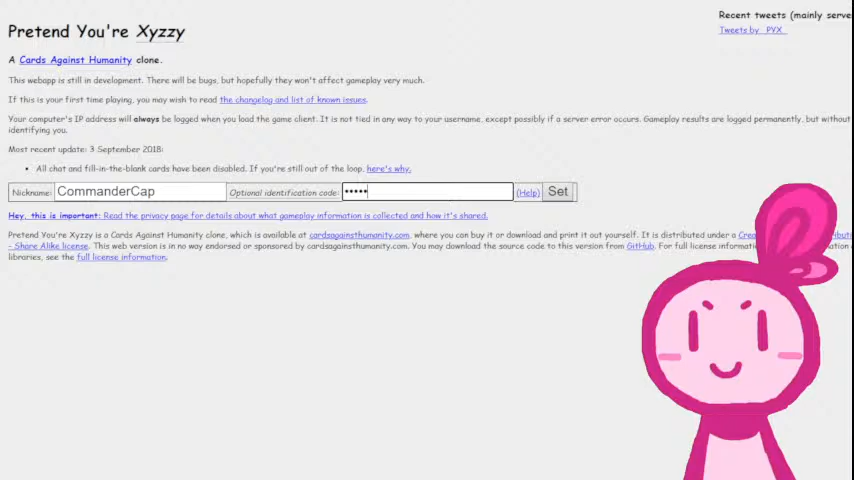 Pretend You're Xyzzy
Recent tweets (mainly serve
Tweets by PYX
A Cards Against Humanity clone.
This webapp is still in development. There will be bugs, but hopefully they won't affect gameplay very much.
If this is your first time playing, you may wish to read the changelog and list of known issues.
Your computer's IP address will always be logged when you load the game client. It is not tied in any way to your username, except possibly if a server error occurs. Gameplay results are logged permanently, but without
identifying you.
Most recent update: 3 September 2018:
• All chat and fill-in-the-blank cards have been disabled. If you're still out of the loop, here's why.
Nickname: CommanderCap Optional identification code: ••••• (Help) Set
Hey, this is important: Read the privacy page for details about what gameplay information is collected and how it's shared.
Pretend You're Xyzzy is a Cards Against Humanity clone, which is available at cardsagainsthumanity.com, where you can buy it or download and print it out yourself. It is distributed under a
- Share Alike license. This web version is in no way endorsed or sponsored by cardsagainsthumanity.com. You may download the source code to this version from GitHub. For full license
libraries, see the full license information.